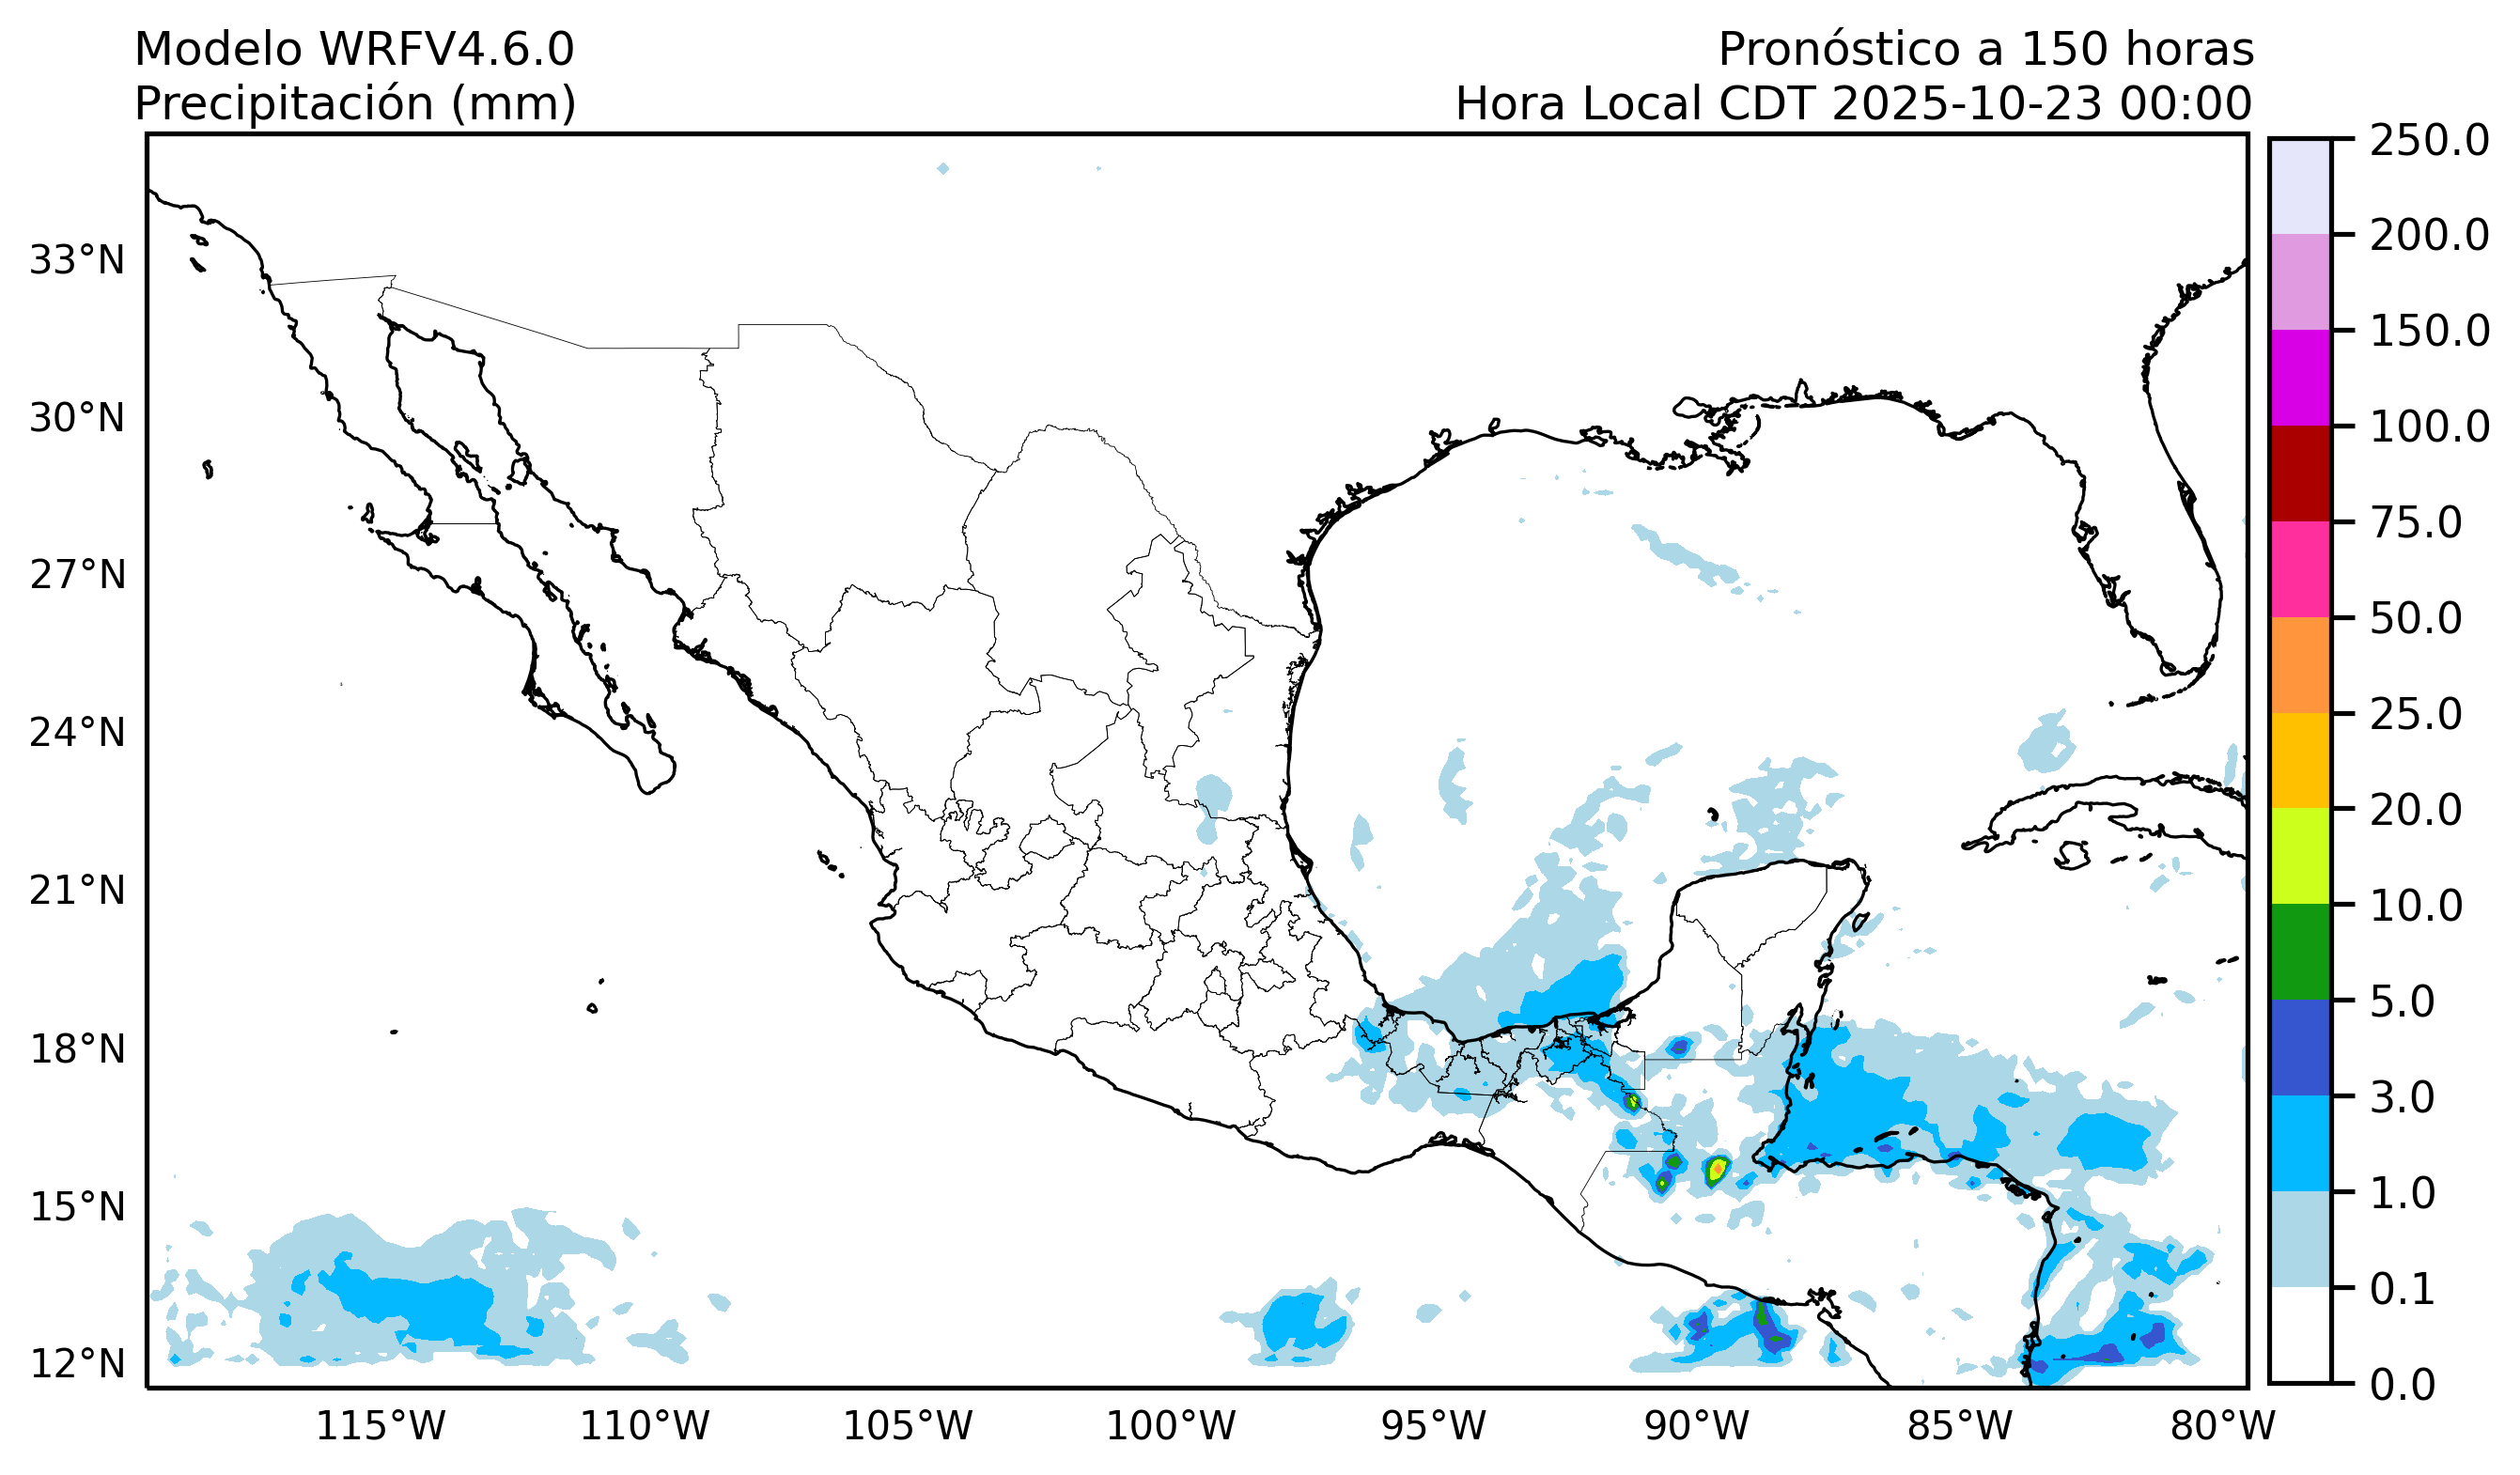 Modelo WRFV4.6.0
Precipitación (mm)
Pronóstico a 150 horas
Hora Local CDT 2025-10-23 00:00
33°N
30°N
27°N
24°N
21°N
18°N
15°N
12°N
115°W
110°W
105°W
100°W
95°W
90°W
85°W
80°W
250.0
200.0
150.0
100.0
75.0
50.0
25.0
20.0
10.0
5.0
3.0
1.0
0.1
0.0